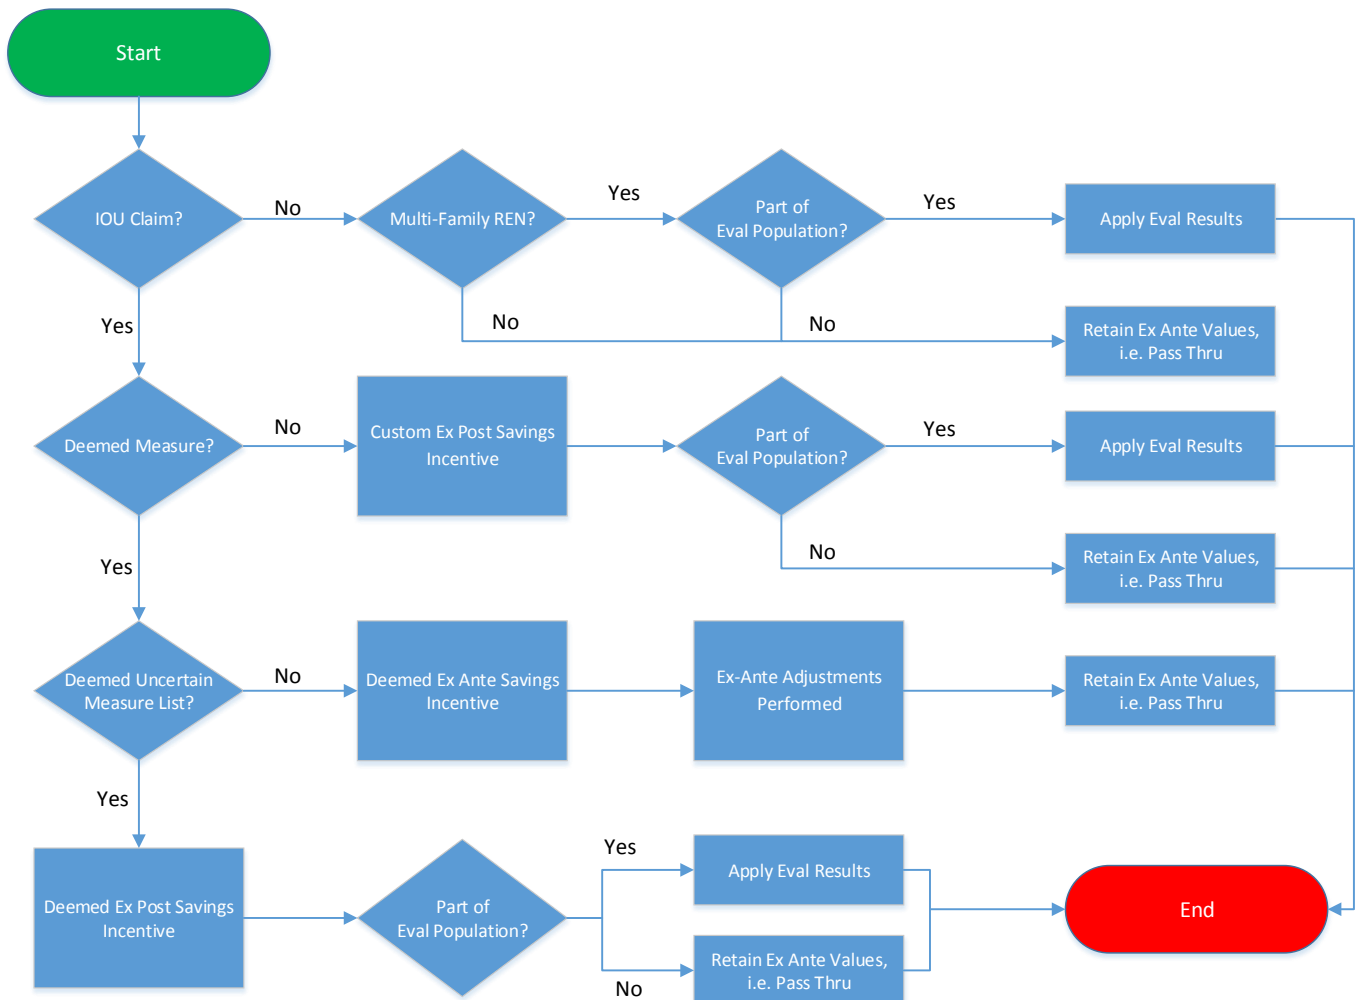 Start
IOU Claim?
No
Multi-Family REN?
Yes
Part of
Eval Population?
Yes
Apply Eval Results
Yes
No
No
Retain Ex Ante Values,
i.e. Pass Thru
Deemed Measure?
No
Custom Ex Post Savings
Incentive
Part of
Eval Population?
Yes
Apply Eval Results
Yes
No
Retain Ex Ante Values,
i.e. Pass Thru
Deemed Uncertain
Measure List?
No
Deemed Ex Ante Savings
Incentive
Ex-Ante Adjustments
Performed
Retain Ex Ante Values,
i.e. Pass Thru
Yes
Deemed Ex Post Savings
Incentive
Part of
Eval Population?
Yes
Apply Eval Results
No
Retain Ex Ante Values,
i.e. Pass Thru
End